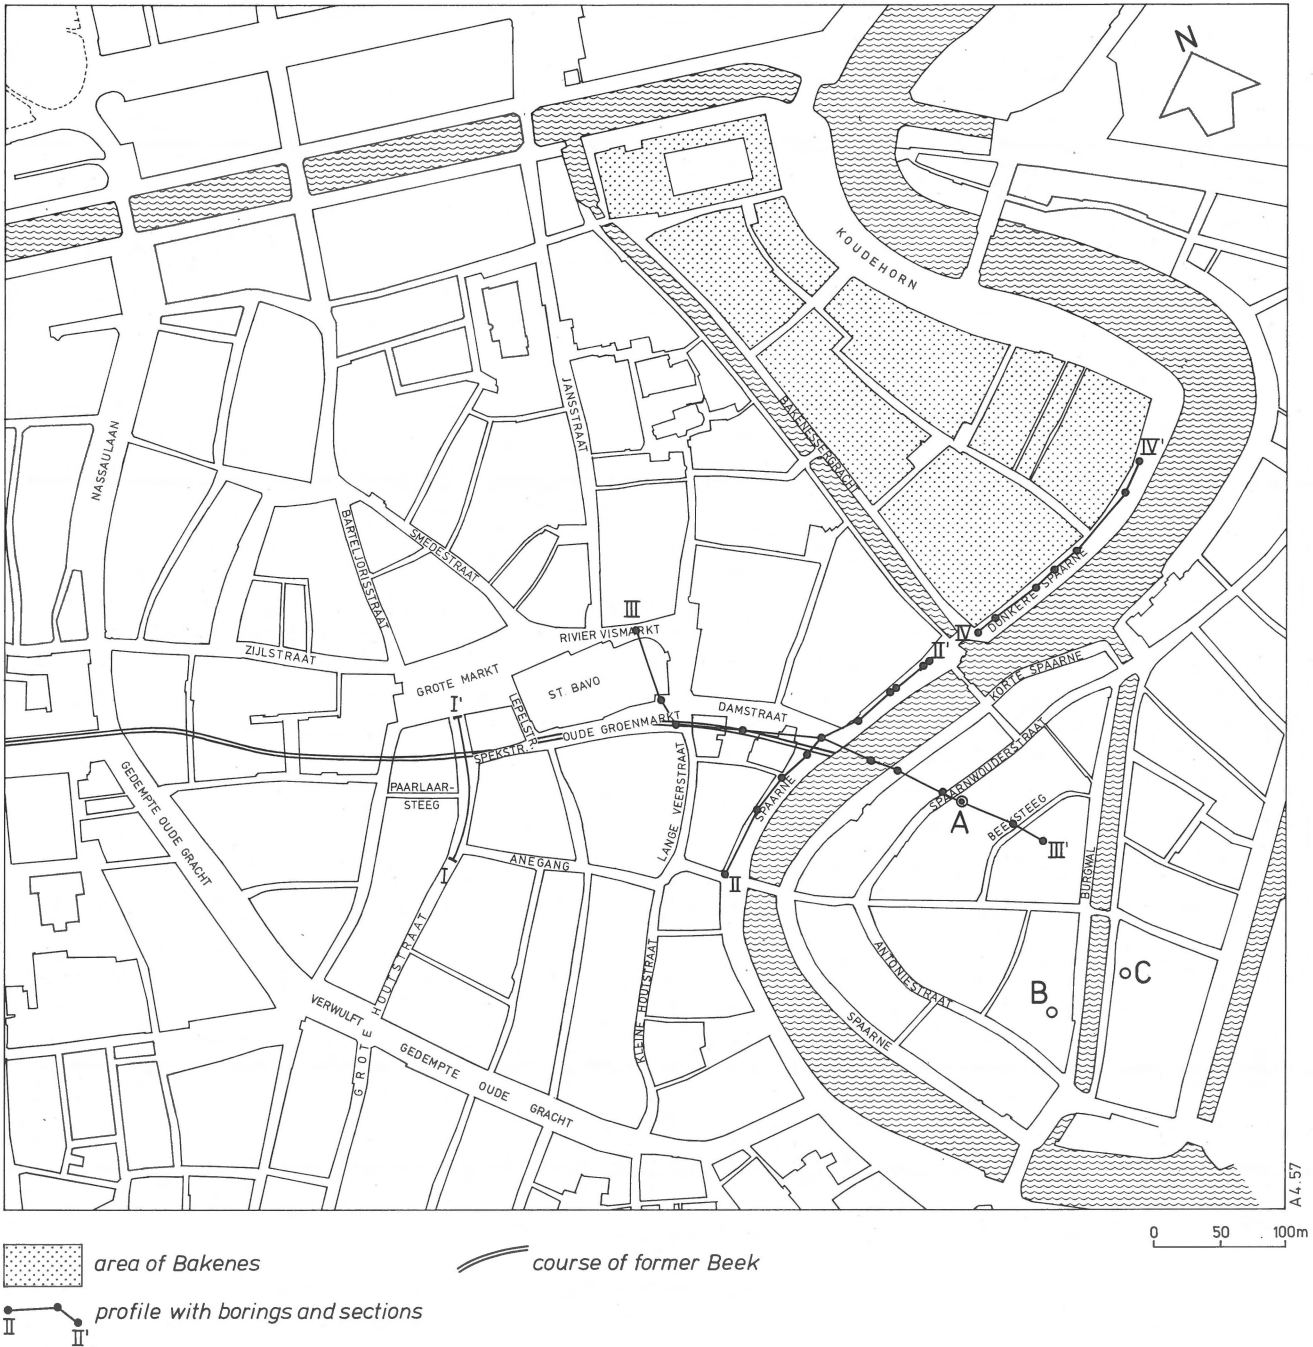 N
KOUDEHORN
JANSSTRAAT
NASSAULAAN
BAKENESSERGRACHT
IV'
BARTELJORISSTRAAT
SMEDESTRAAT
DONKERE SPAARNE
III
RIVIER VISMARKT
IV
II'
ZIJLSTRAAT
GROTE MARKT
ST. BAVO
KORTE SPAARNE
I'
LEPELSTR.
DAMSTRAAT
OUDE GROENMARKT
SPEKSTR.
SPAARNWOUDERSTRAAT
GEDEMPTE OUDE GRACHT
PAARLAAR-
STEEG
LANGE VEERSTRAAT
SPAARNE
A
BEESTEEG
III'
ANEGANG
I
II
BURGWAL
GROTE HOUTSTRAAT
KLEINE HOUTSTRAAT
ANTONIESTRAAT
C
B
VERWULFT
SPAARNE
GEDEMPTE OUDE GRACHT
A4.57
0 50 100m
area of Bakenes
course of former Beek
profile with borings and sections
II
II'